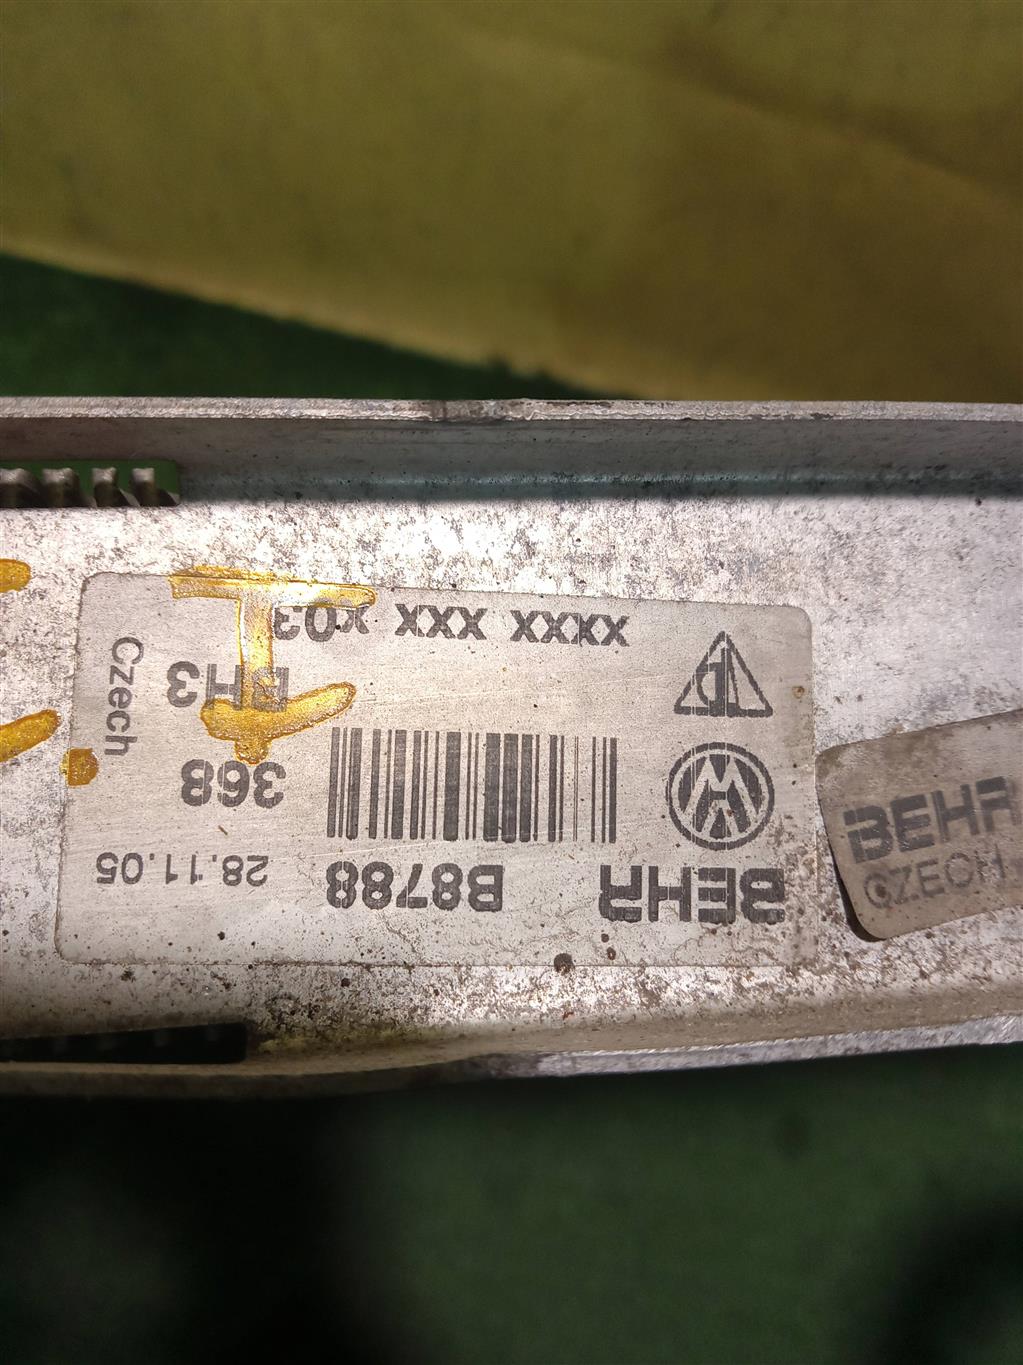 BEHR B8788 28.11.05
368
BH3
Czech
xxxx xxx x03
BEHR
CZECH